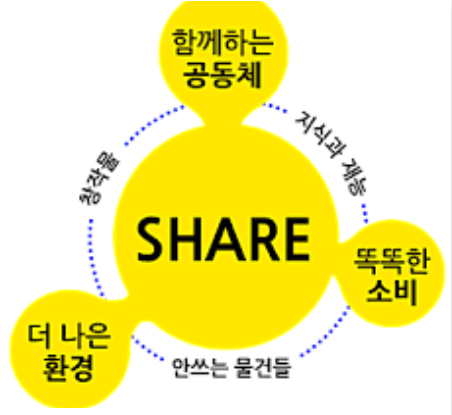 함께하는
공동체
지식과 재능
창작물
SHARE
똑똑한
소비
더 나은
환경
안쓰는 물건들